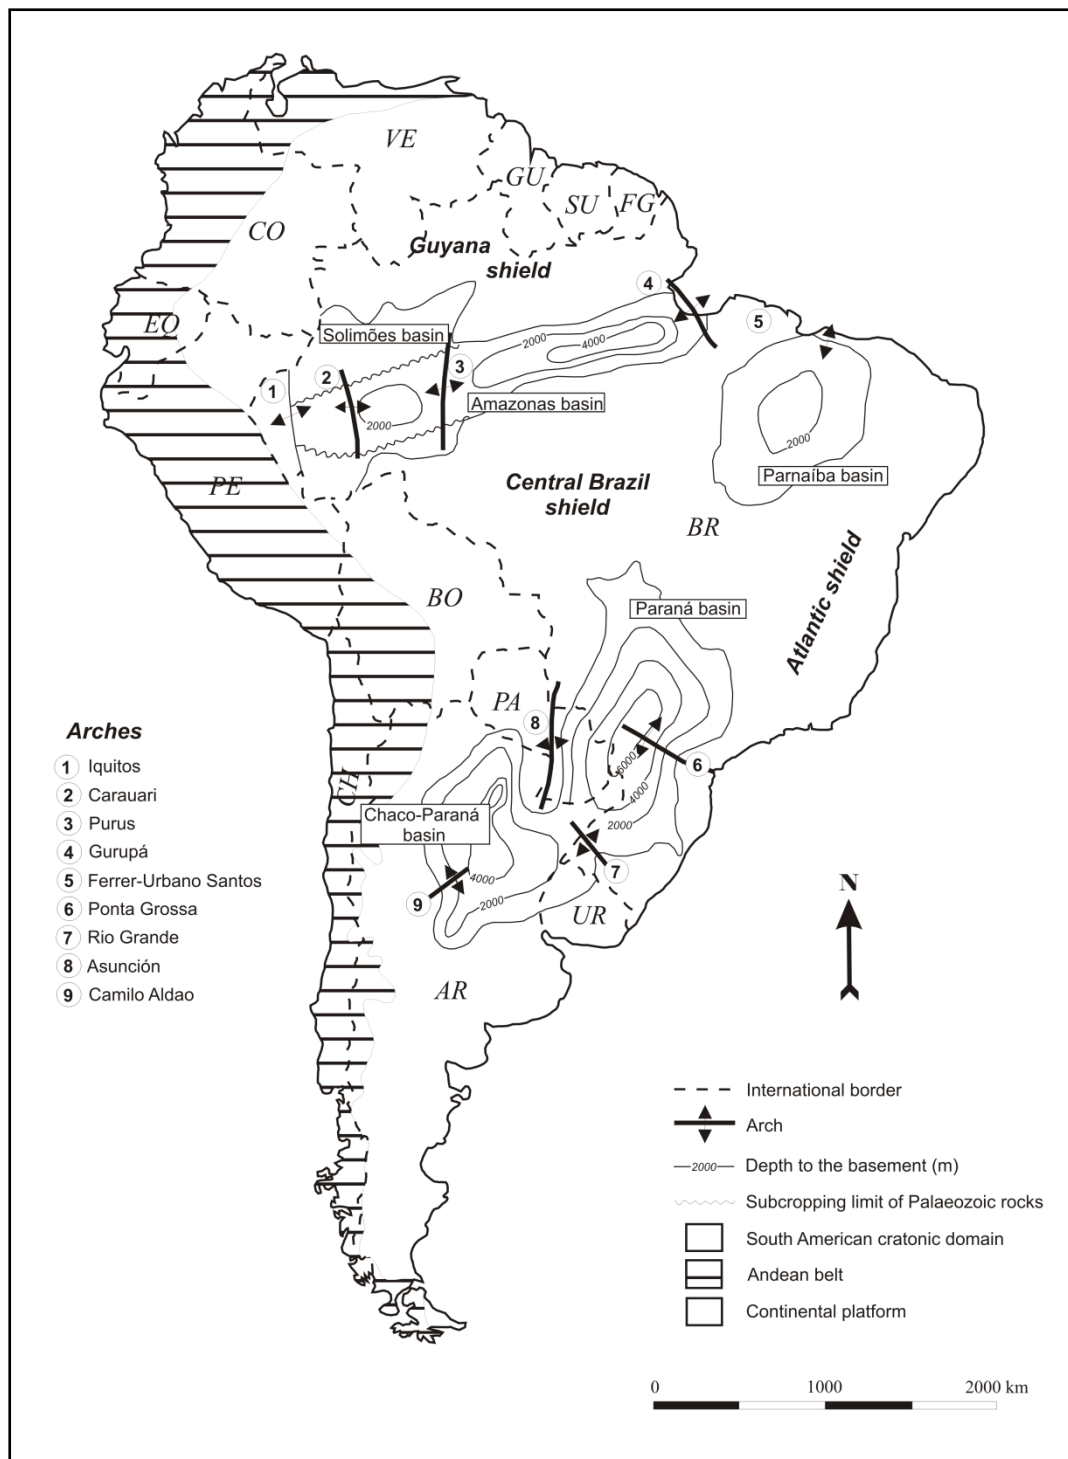 VE
GU
SU
FG
CO
Guyana
shield
4
EQ
Solimões basin
2000
4000
5
1
2
3
2000
Amazonas basin
2000
PE
Central Brazil
shield
Parnaíba basin
BR
BO
Paraná basin
Atlantic shield
PA
8
Arches
1 Iquitos
2 Carauari
3 Purus
4 Gurupá
5 Ferrer-Urbano Santos
6 Ponta Grossa
7 Rio Grande
8 Asunción
9 Camilo Aldao
CH
6000
6
4000
2000
Chaco-Paraná
basin
4000
7
9
2000
UR
N
AR
International border
Arch
2000 Depth to the basement (m)
Subcropping limit of Palaeozoic rocks
South American cratonic domain
Andean belt
Continental platform
0 1000 2000 km